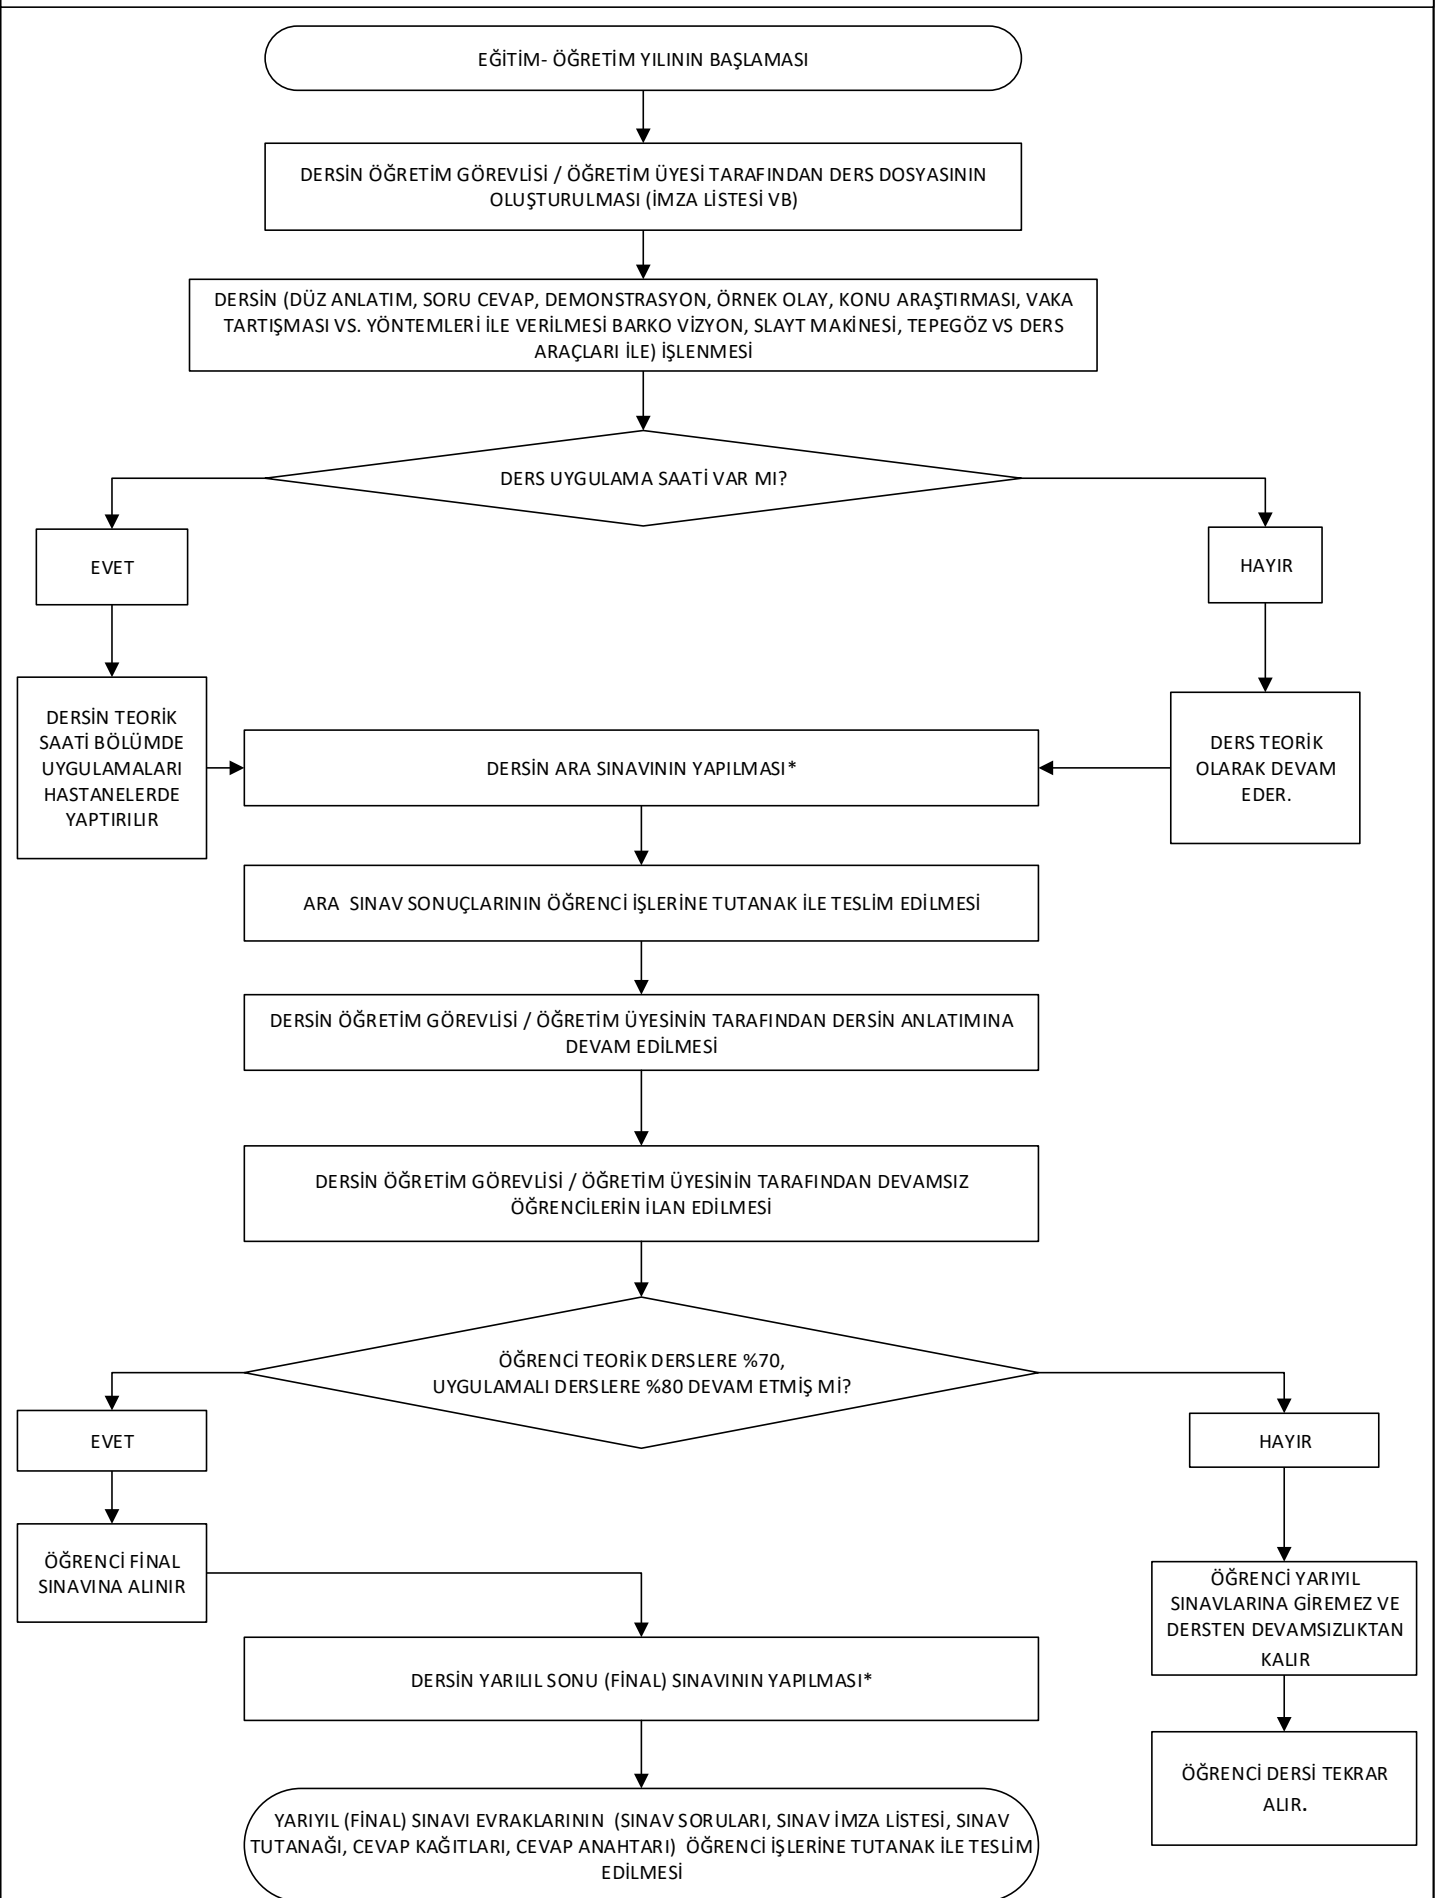 EĞİTİM- ÖĞRETİM YILININ BAŞLAMASI
DERSİN ÖĞRETİM GÖREVLİSİ / ÖĞRETİM ÜYESİ TARAFINDAN DERS DOSYASININ
OLUŞTURULMASI (İMZA LİSTESİ VB)
DERSİN (DÜZ ANLATIM, SORU CEVAP, DEMONSTRASYON, ÖRNEK OLAY, KONU ARAŞTIRMASI, VAKA
TARTIŞMASI VS. YÖNTEMLERİ İLE VERİLMESİ BARKO VİZYON, SLAYT MAKİNESİ, TEPEGÖZ VS DERS
ARAÇLARI İLE) İŞLENMESİ
DERS UYGULAMA SAATİ VAR MI?
EVET
HAYIR
DERSİN TEORİK
SAATİ BÖLÜMDE
UYGULAMALARI
HASTANELERDE
YAPTIRILIR
DERSİN ARA SINAVININ YAPILMASI*
DERS TEORİK
OLARAK DEVAM
EDER.
ARA  SINAV SONUÇLARININ ÖĞRENCİ İŞLERİNE TUTANAK İLE TESLİM EDİLMESİ
DERSİN ÖĞRETİM GÖREVLİSİ / ÖĞRETİM ÜYESİNİN TARAFINDAN DERSİN ANLATIMINA
DEVAM EDİLMESİ
DERSİN ÖĞRETİM GÖREVLİSİ / ÖĞRETİM ÜYESİNİN TARAFINDAN DEVAMSIZ
ÖĞRENCİLERİN İLAN EDİLMESİ
ÖĞRENCİ TEORİK DERSLERE %70,
UYGULAMALI DERSLERE %80 DEVAM ETMİŞ Mİ?
EVET
HAYIR
ÖĞRENCİ FİNAL
SINAVINA ALINIR
ÖĞRENCİ YARIYIL
SINAVLARINA GİREMEZ VE
DERSTEN DEVAMSIZLIKTAN
KALIR
DERSİN YARILIL SONU (FİNAL) SINAVININ YAPILMASI*
ÖĞRENCİ DERSİ TEKRAR
ALIR.
YARIYIL (FİNAL) SINAVI EVRAKLARININ  (SINAV SORULARI, SINAV İMZA LİSTESİ, SINAV
TUTANAĞI, CEVAP KAĞITLARI, CEVAP ANAHTARI)  ÖĞRENCİ İŞLERİNE TUTANAK İLE TESLİM
EDİLMESİ